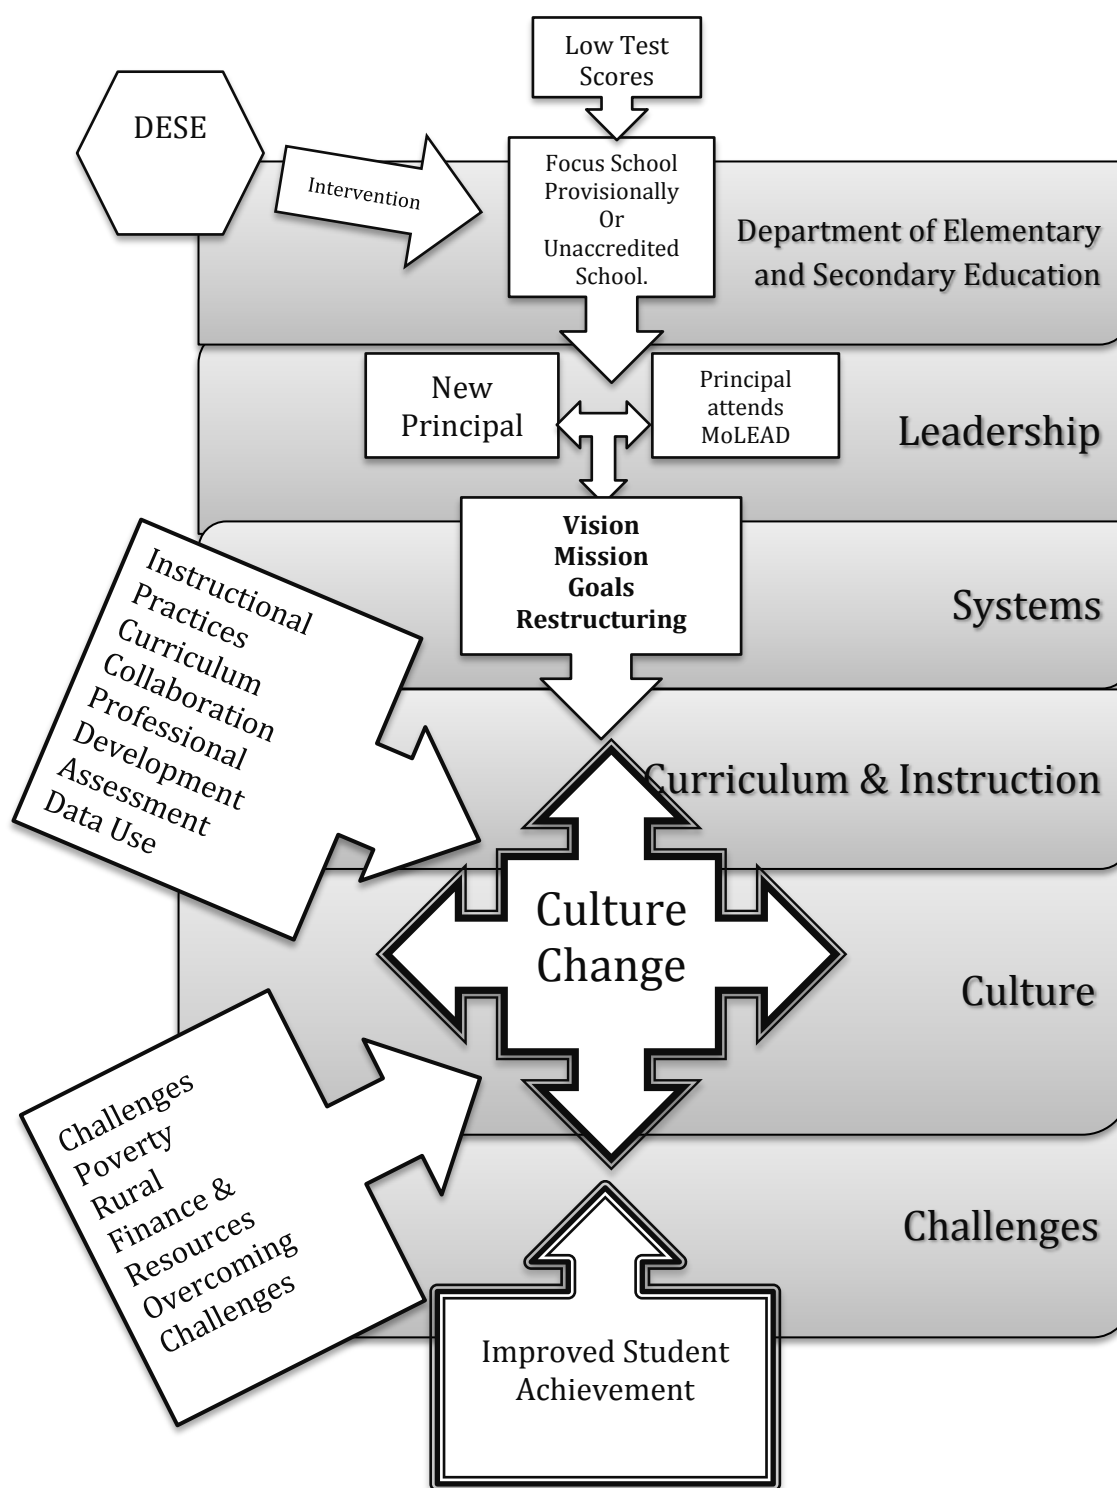 Low Test
Scores
DESE
Intervention
Focus School
Provisionally
Or
Unaccredited
School.
Department of Elementary
and Secondary Education
New
Principal
Principal
attends
MoLEAD
Leadership
Vision
Mission
Goals
Restructuring
Systems
Instructional
Practices
Curriculum
Collaboration
Professional
Development
Assessment
Data Use
Curriculum & Instruction
Culture
Change
Culture
Challenges
Poverty
Rural
Finance &
Resources
Overcoming
Challenges
Challenges
Improved Student
Achievement